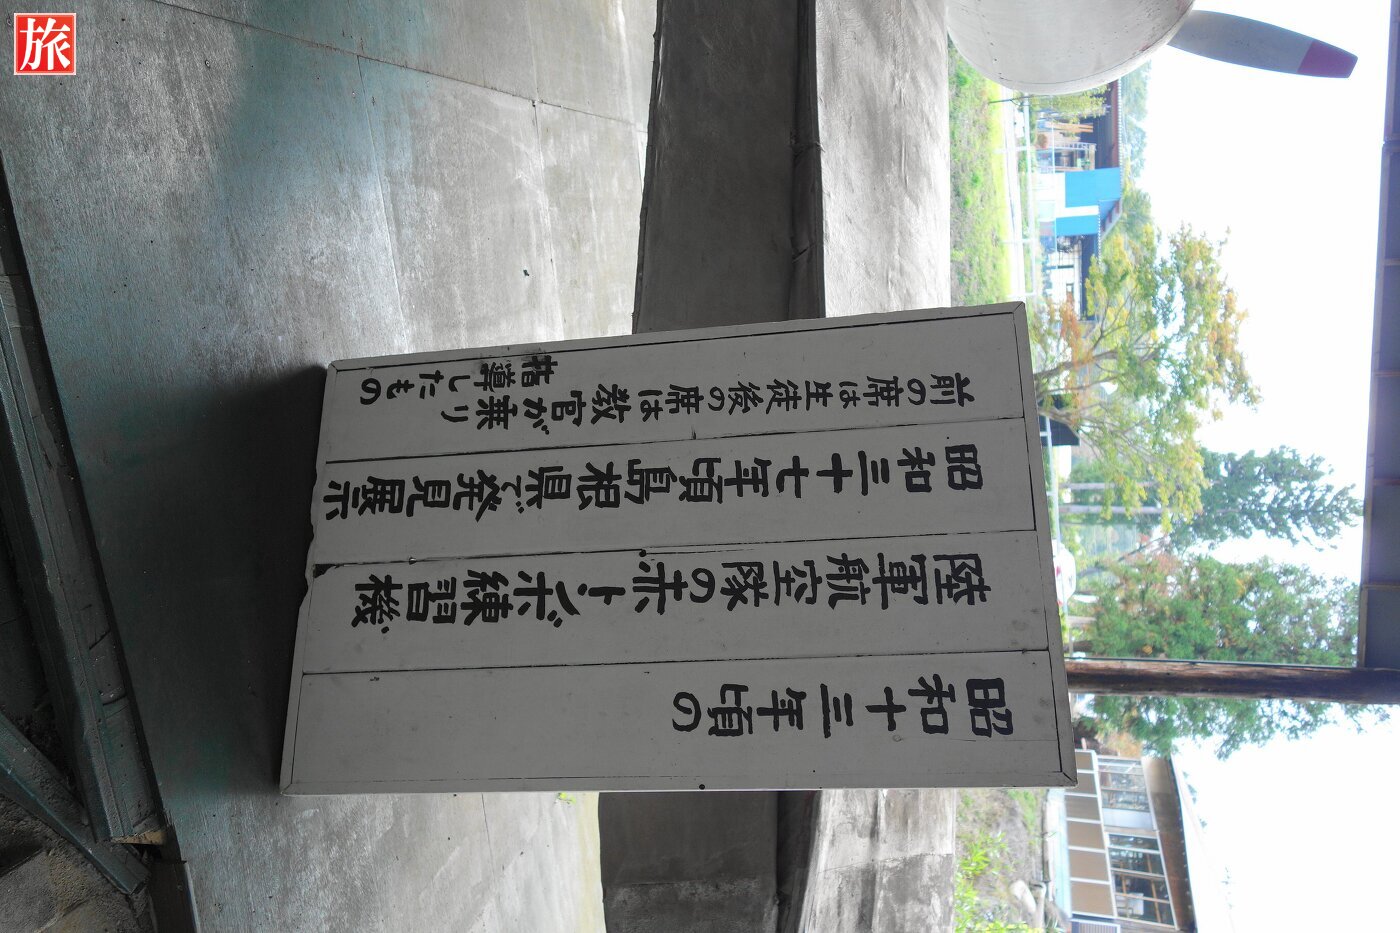 旅
昭和十三年頃の
陸軍航空隊の赤トンボ練習機
昭和三十七年頃島根県で発見展示
前の席は生徒後の席は教官が乗り
指導したもの